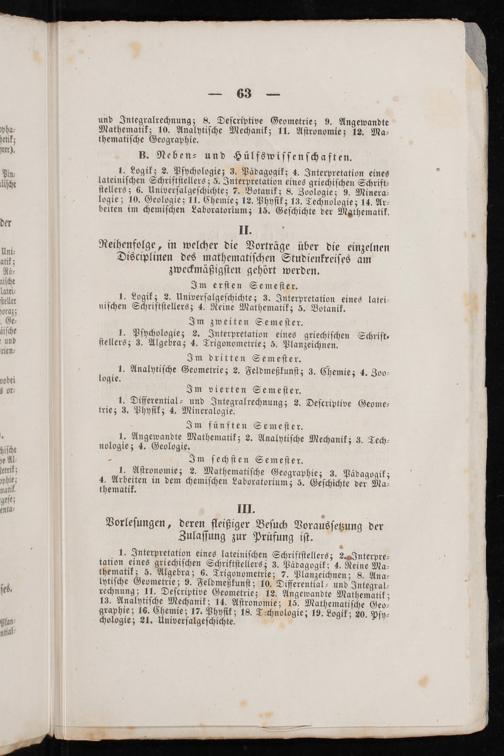 — 63 —
und Integralrechnung; 8. Descriptive Geometrie; 9. Angewandte
Mathematik; 10. Analytische Mechanik; 11. Astronomie; 12. Ma-
thematische Geographie.
B. Neben- und Hülfswissenschaften.
1. Logik; 2. Psychologie; 3. Pädagogik; 4. Interpretation eines
lateinischen Schriftstellers; 5. Interpretation eines griechischen Schrift-
stellers; 6. Universalgeschichte; 7. Botanik; 8. Zoologie; 9. Minera-
logie; 10. Geologie; 11. Chemie; 12. Physik; 13. Technologie; 14. Ar-
beiten im chemischen Laboratorium; 15. Geschichte der Mathematik.
II.
Reihenfolge, in welcher die Vorträge über die einzelnen
Disciplinen des mathematischen Studienkreises am
zweckmäßigsten gehört werden.
Im ersten Semester.
1. Logik; 2. Universalgeschichte; 3. Interpretation eines latei-
nischen Schriftstellers; 4. Reine Mathematik; 5. Botanik.
Im zweiten Semester.
1. Psychologie; 2. Interpretation eines griechischen Schrift-
stellers; 3. Algebra; 4. Trigonometrie; 5. Planzeichnen.
Im dritten Semester.
1. Analytische Geometrie; 2. Feldmeßkunst; 3. Chemie; 4. Zoo-
logie.
Im vierten Semester.
1. Differential- und Integralrechnung; 2. Descriptive Geome-
trie; 3. Physik; 4. Mineralogie.
Im fünften Semester.
1. Angewandte Mathematik; 2. Analytische Mechanik; 3. Tech-
nologie; 4. Geologie.
Im sechsten Semester.
1. Astronomie; 2. Mathematische Geographie; 3. Pädagogik;
4. Arbeiten in dem chemischen Laboratorium; 5. Geschichte der Ma-
thematik.
III.
Vorlesungen, deren fleißiger Besuch Voraussetzung der
Zulassung zur Prüfung ist.
1. Interpretation eines lateinischen Schriftstellers; 2. Interpre-
tation eines griechischen Schriftstellers; 3. Pädagogik; 4. Reine Ma-
thematik; 5. Algebra; 6. Trigonometrie; 7. Planzeichnen; 8. Ana-
lytische Geometrie; 9. Feldmeßkunst; 10. Differential- und Integral-
rechnung; 11. Descriptive Geometrie; 12. Angewandte Mathematik;
13. Analytische Mechanik; 14. Astronomie; 15. Mathematische Geo-
graphie; 16. Chemie; 17. Physik; 18. Technologie; 19. Logik; 20. Psy-
chologie; 21. Universalgeschichte.